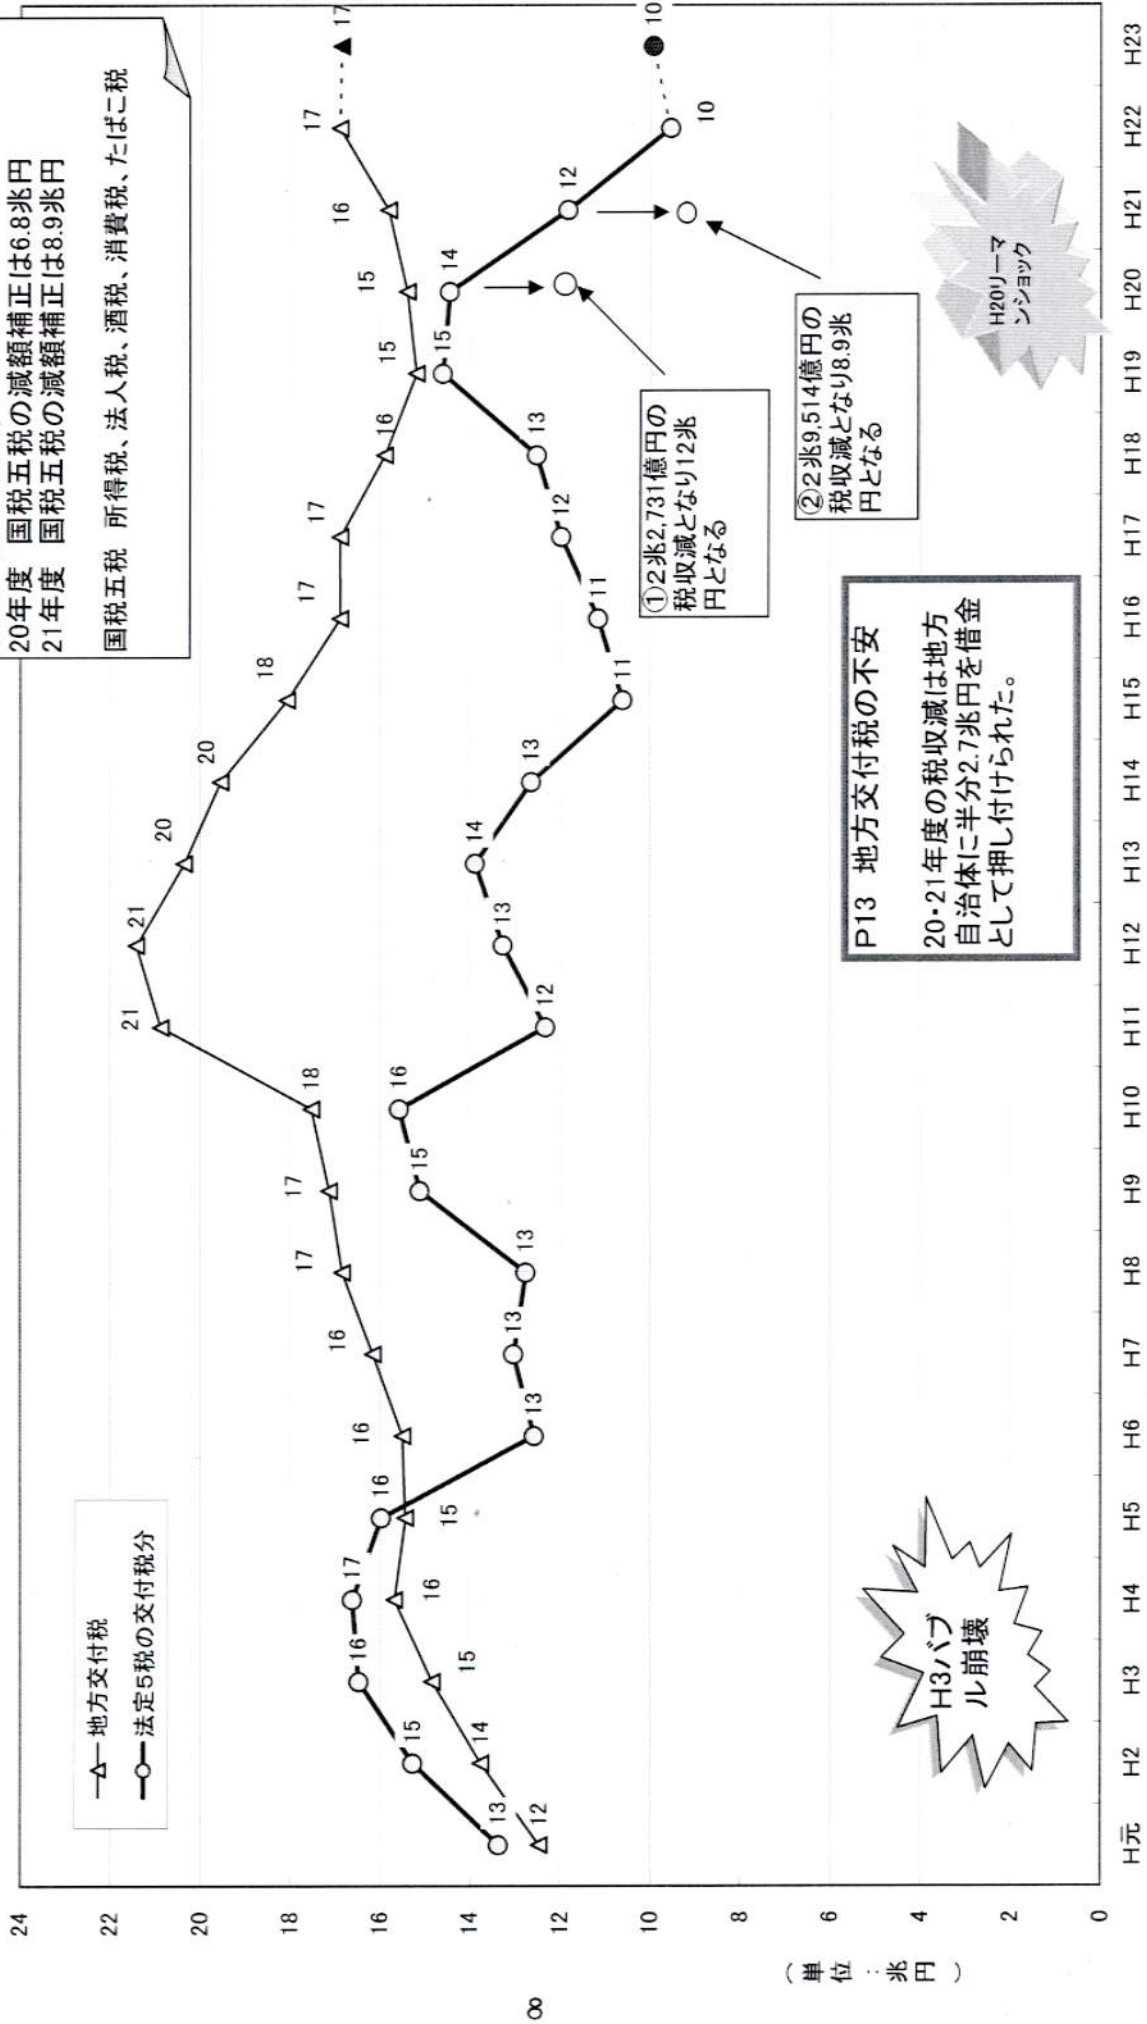 20年度 国税五税の減額補正は6.8兆円
21年度 国税五税の減額補正は8.9兆円
国税五税 所得税、法人税、酒税、消費税、たばこ税
地方交付税
法定5税の交付税分
24
22
20
18
16
14
12
10
8
6
4
2
0
(単位:兆円)
12
14
15
16
15
16
16
17
17
18
21
21
20
20
18
17
17
16
15
15
16
17
17
13
15
16
17
16
13
13
13
15
16
12
13
14
13
11
11
12
13
15
14
12
10
10
①2兆2,731億円の
税収減となり12兆
円となる
②2兆9,514億円の
税収減となり8.9兆
円となる
H3バブ
ル崩壊
P13 地方交付税の不安
20・21年度の税収減は地方
自治体に半分2.7兆円を借金
として押し付けられた。
H20リーマ
ンショック
H元 H2 H3 H4 H5 H6 H7 H8 H9 H10 H11 H12 H13 H14 H15 H16 H17 H18 H19 H20 H21 H22 H23
8